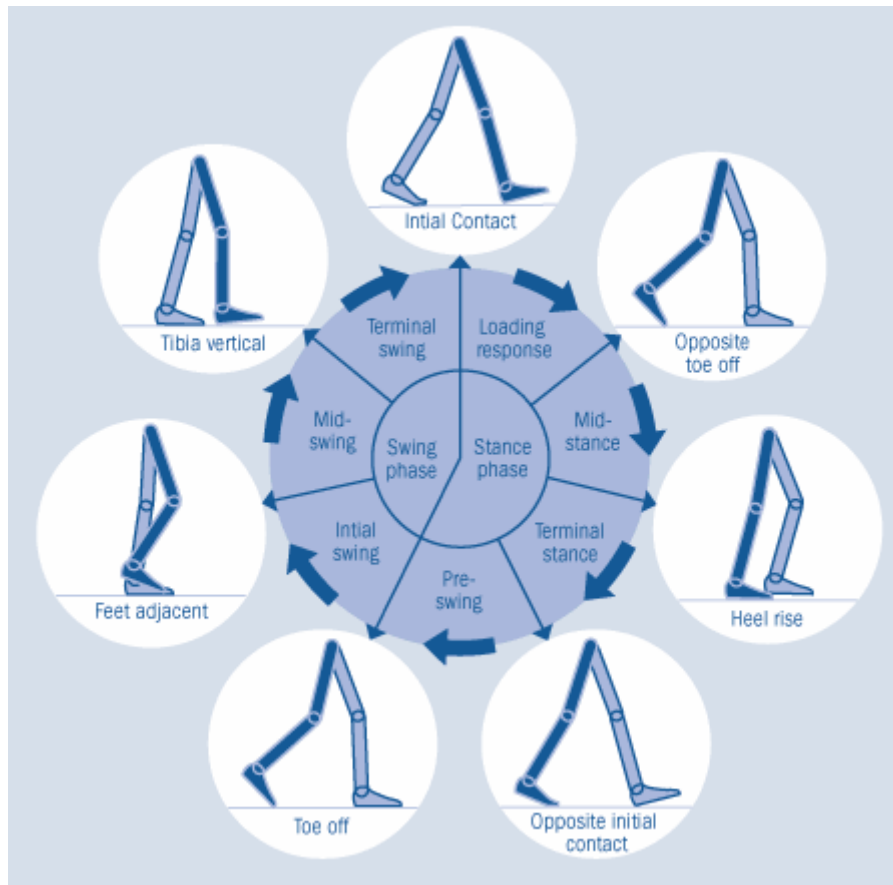 Intial Contact
Tibia vertical
Opposite
toe off
Terminal
swing
Loading
response
Mid-
swing
Swing
phase
Stance
phase
Mid-
stance
Intial
swing
Pre-
swing
Terminal
stance
Feet adjacent
Heel rise
Toe off
Opposite initial
contact